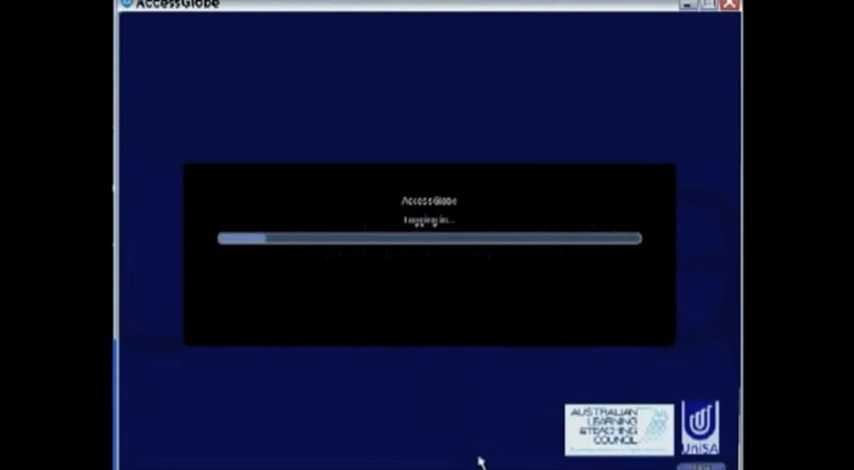 AccessGlobe
AccessGlobe
Logging in...
AUSTRALIAN
LEARNING
&TEACHING
COUNCIL
UniSA